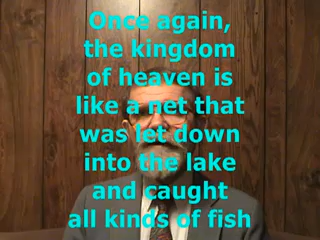 Once again,
the kingdom
of heaven is
like a net that
was let down
into the lake
and caught
all kinds of fish